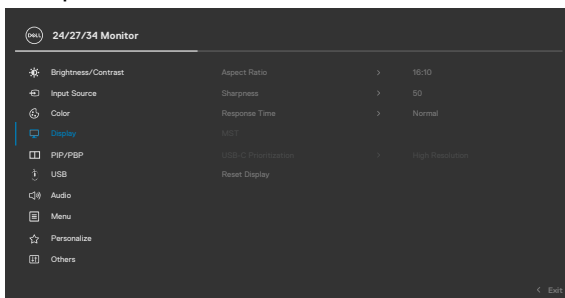 DELL 24/27/34 Monitor
Brightness/Contrast Aspect Ratio > 16:10
Input Source Sharpness > 50
Color Response Time > Normal
Display MST
PIP/PBP USB-C Prioritization > High Resolution
USB Reset Display
Audio
Menu
Personalize
Others
< Exit